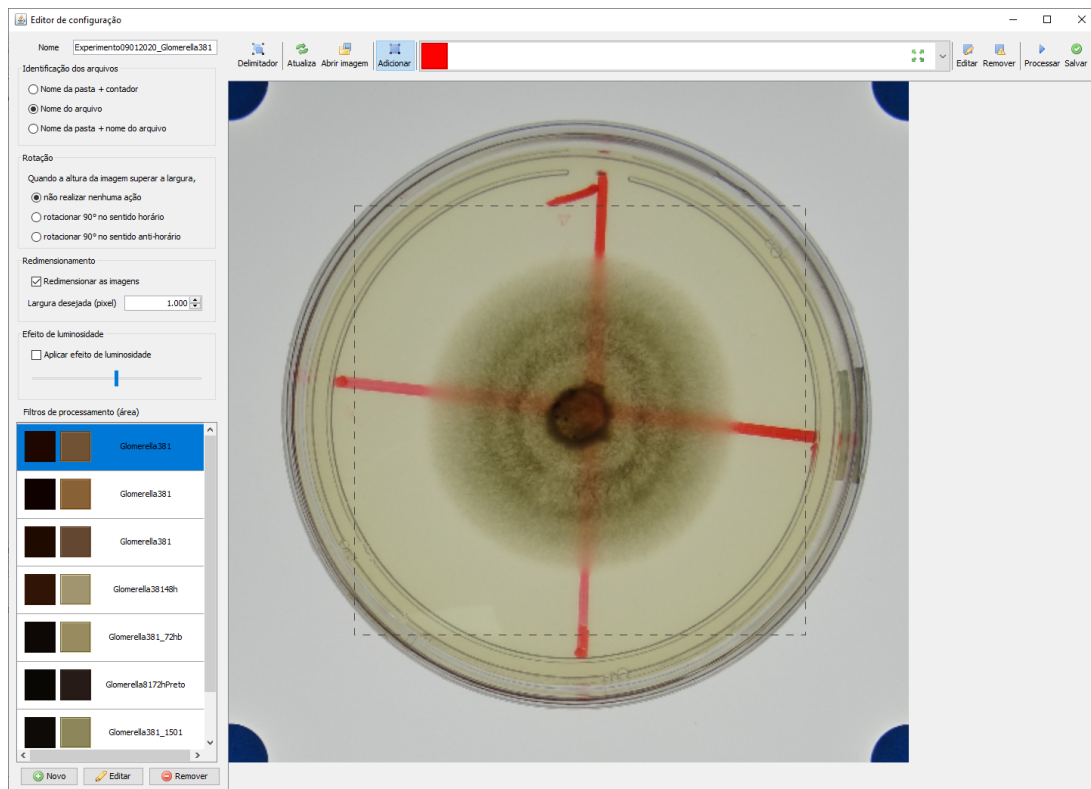 Editor de configuração
Nome Experimento09012020_Glomerella381
Delimitador Atualiza Abrir imagem Adicionar Editar Remover Processar Salvar
Identificação dos arquivos
Nome da pasta + contador
Nome do arquivo
Nome da pasta + nome do arquivo
Rotação
Quando a altura da imagem superar a largura,
não realizar nenhuma ação
rotacionar 90º no sentido horário
rotacionar 90º no sentido anti-horário
Redimensionamento
Redimensionar as imagens
Largura desejada (pixel) 1.000
Efeito de luminosidade
Aplicar efeito de luminosidade
Filtros de processamento (área)
Glomerella381
Glomerella381
Glomerella381
Glomerella38148h
Glomerella381_72hb
Glomerella8172hPreto
Glomerella381_1501
Novo Editar Remover